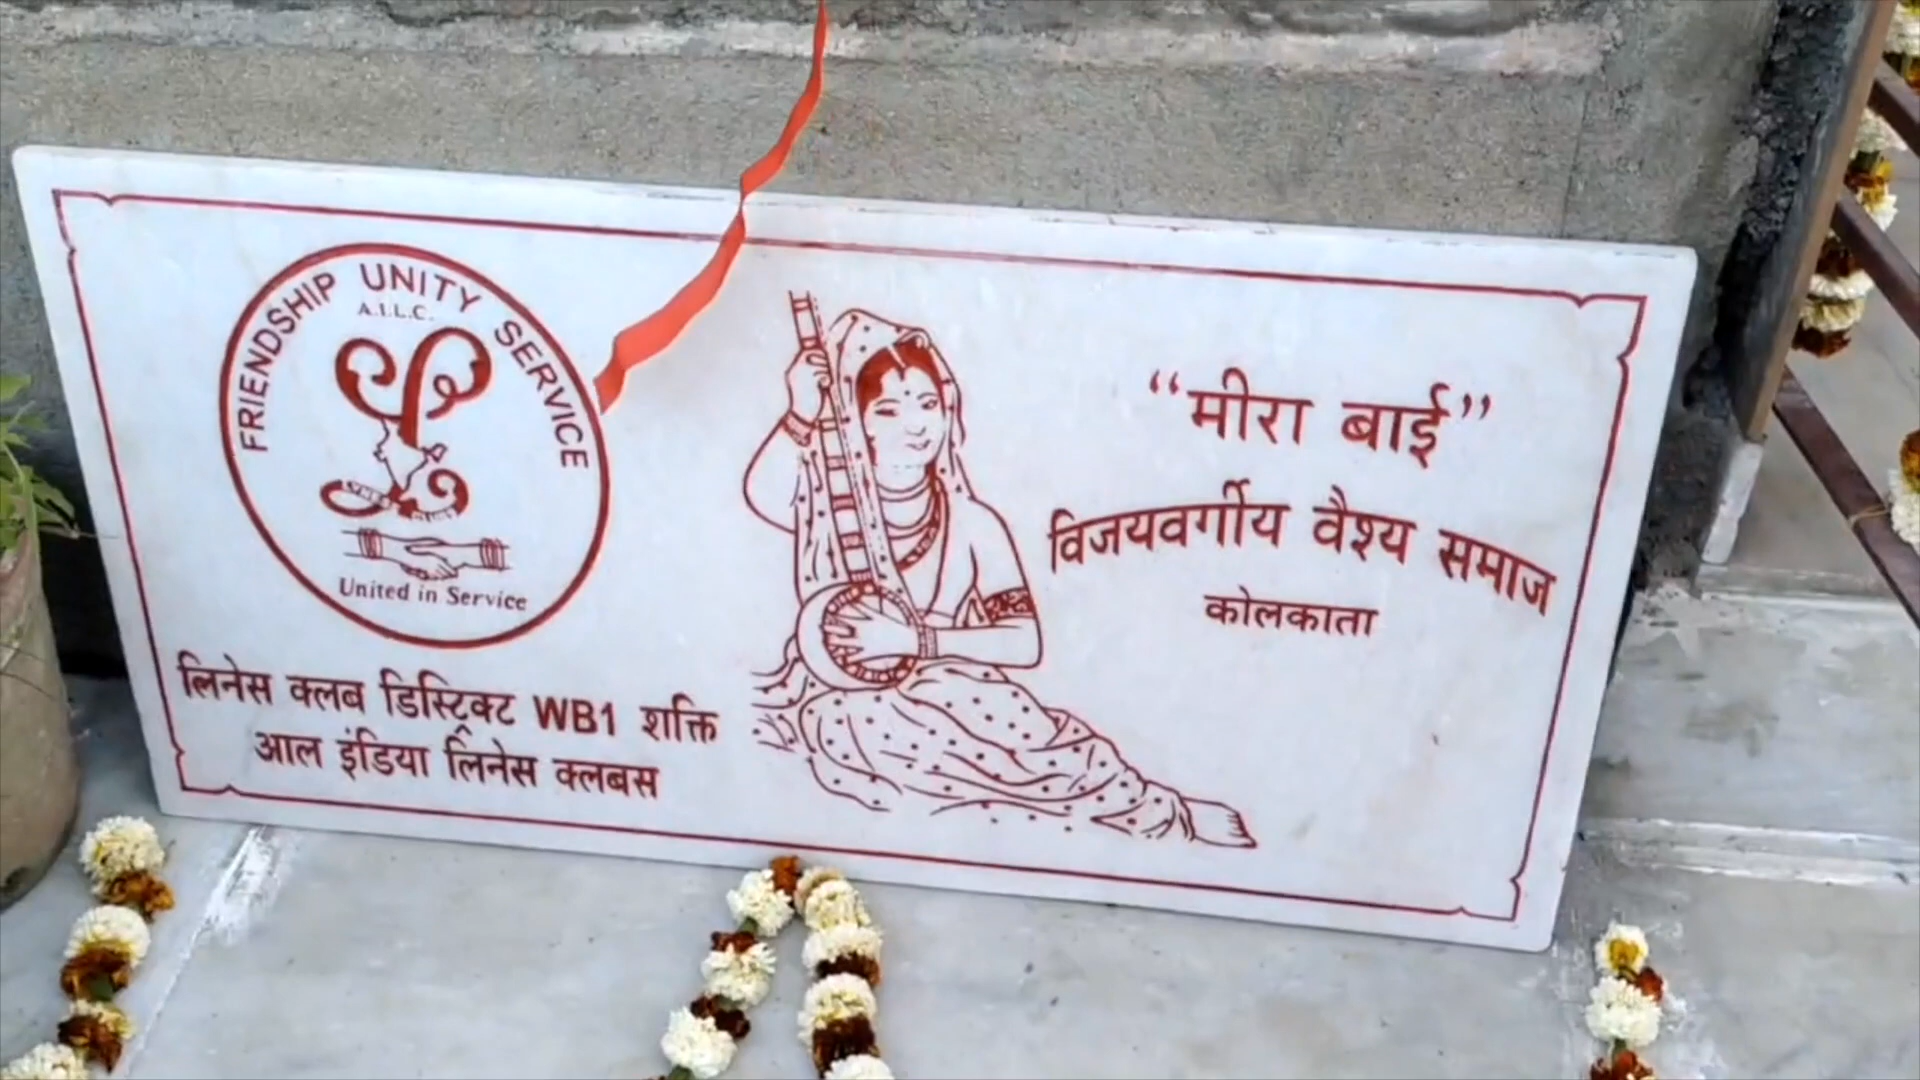 FRIENDSHIP UNITY SERVICE
A.I.L.C.
United in Service
लिनेस क्लब डिस्ट्रिक्ट WB1 शक्ति
आल इंडिया लिनेस क्लबस
“मीरा बाई”
विजयवर्गीय वैश्य समाज
कोलकाता